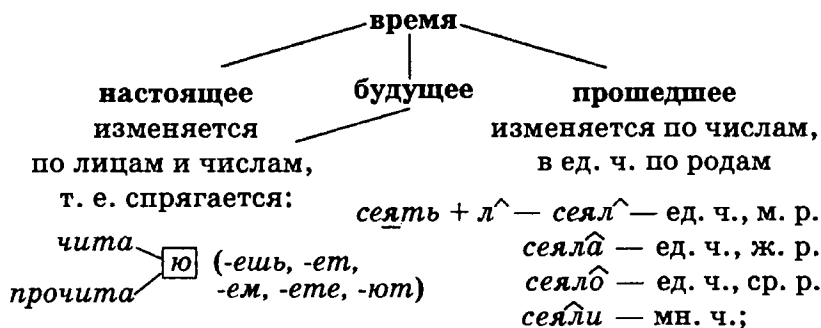 время
настоящее
будущее
прошедшее
изменяется
по лицам и числам,
т. е. спрягается:
изменяется по числам,
в ед. ч. по родам
чита
прочита
ю (-ешь, -ет,
-ем, -ете, -ют)
сеять + л^ — сеял^ — ед. ч., м. р.
сеяла — ед. ч., ж. р.
сеяло — ед. ч., ср. р.
сеяли — мн. ч.;